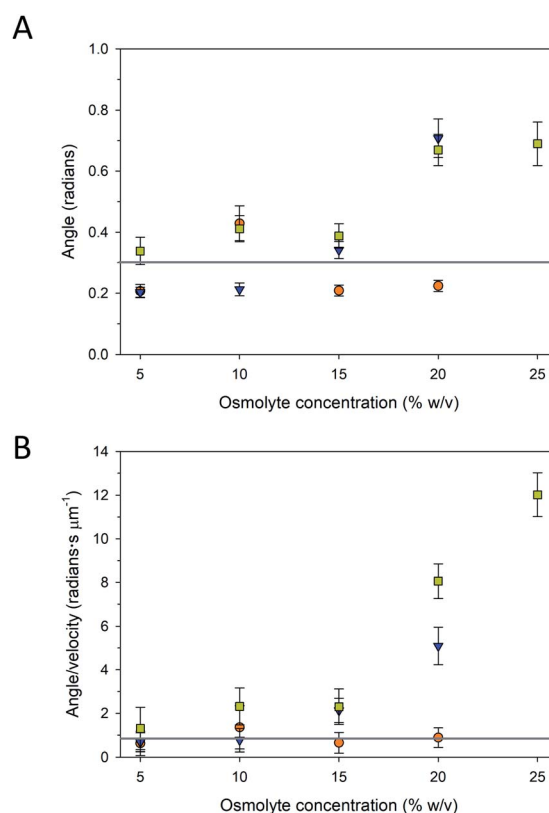 A
1.0
0.8
0.6
0.4
0.2
0.0
Angle (radians)
5 10 15 20 25
Osmolyte concentration (% w/v)
B
14
12
10
8
6
4
2
0
Angle/velocity (radians·s μm⁻¹)
5 10 15 20 25
Osmolyte concentration (% w/v)